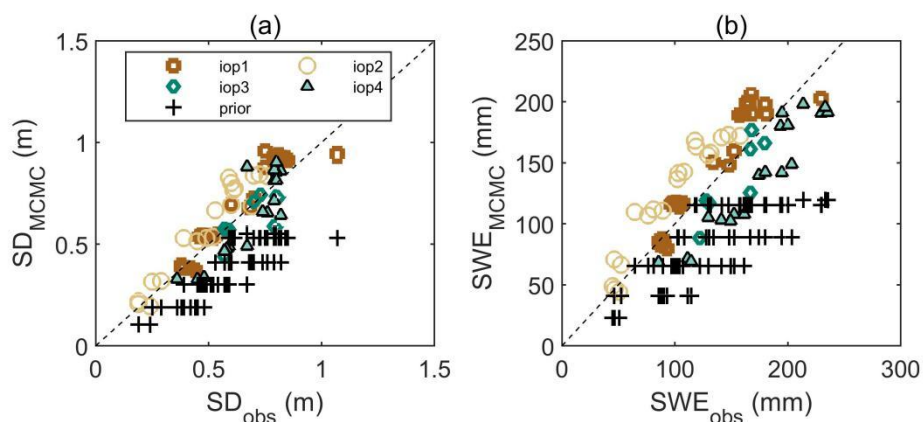 (a)
1.5
1
0.5
0
SD_MCMC (m)
iop1
iop2
iop3
iop4
prior
0
0.5
1
1.5
SD_obs (m)
(b)
250
200
150
100
50
0
SWE_MCMC (mm)
0
100
200
300
SWE_obs (mm)